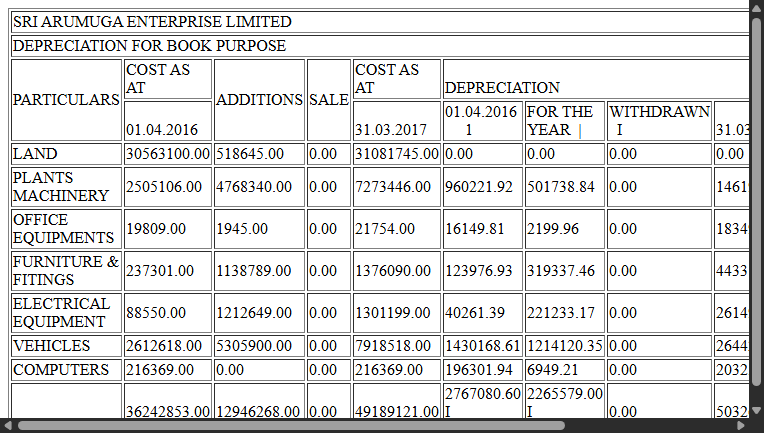 SRI ARUMUGA ENTERPRISE LIMITED
DEPRECIATION FOR BOOK PURPOSE
PARTICULARS COST AS AT 01.04.2016 ADDITIONS SALE COST AS AT 31.03.2017 DEPRECIATION
01.04.2016 1 FOR THE YEAR | WITHDRAWN I 31.03
LAND 30563100.00 518645.00 0.00 31081745.00 0.00 0.00 0.00 0.00
PLANTS MACHINERY 2505106.00 4768340.00 0.00 7273446.00 960221.92 501738.84 0.00 1461
OFFICE EQUIPMENTS 19809.00 1945.00 0.00 21754.00 16149.81 2199.96 0.00 1834
FURNITURE & FITINGS 237301.00 1138789.00 0.00 1376090.00 123976.93 319337.46 0.00 4433
ELECTRICAL EQUIPMENT 88550.00 1212649.00 0.00 1301199.00 40261.39 221233.17 0.00 2614
VEHICLES 2612618.00 5305900.00 0.00 7918518.00 1430168.61 1214120.35 0.00 2644
COMPUTERS 216369.00 0.00 0.00 216369.00 196301.94 6949.21 0.00 2032
36242853.00 12946268.00 0.00 49189121.00 2767080.60 I 2265579.00 I 0.00 5032